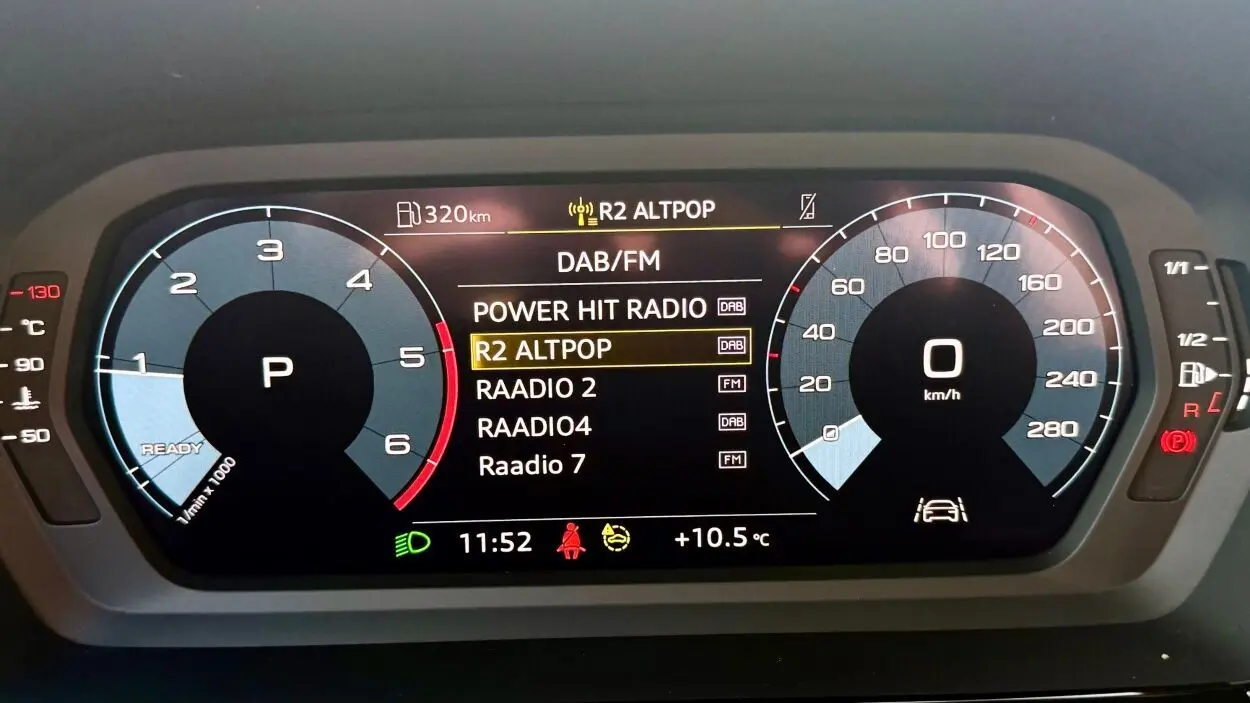 320 km
R2 ALTPOP
DAB/FM
POWER HIT RADIO DAB
R2 ALTPOP DAB
RAADIO 2 FM
RAADIO4 DAB
Raadio 7 FM
11:52
+10.5 °C
1
2
3
4
5
6
P
READY
1/min x 1000
0
20
40
60
80
100
120
160
200
240
280
0
km/h
130
°C
90
50
1/1
1/2
R
P